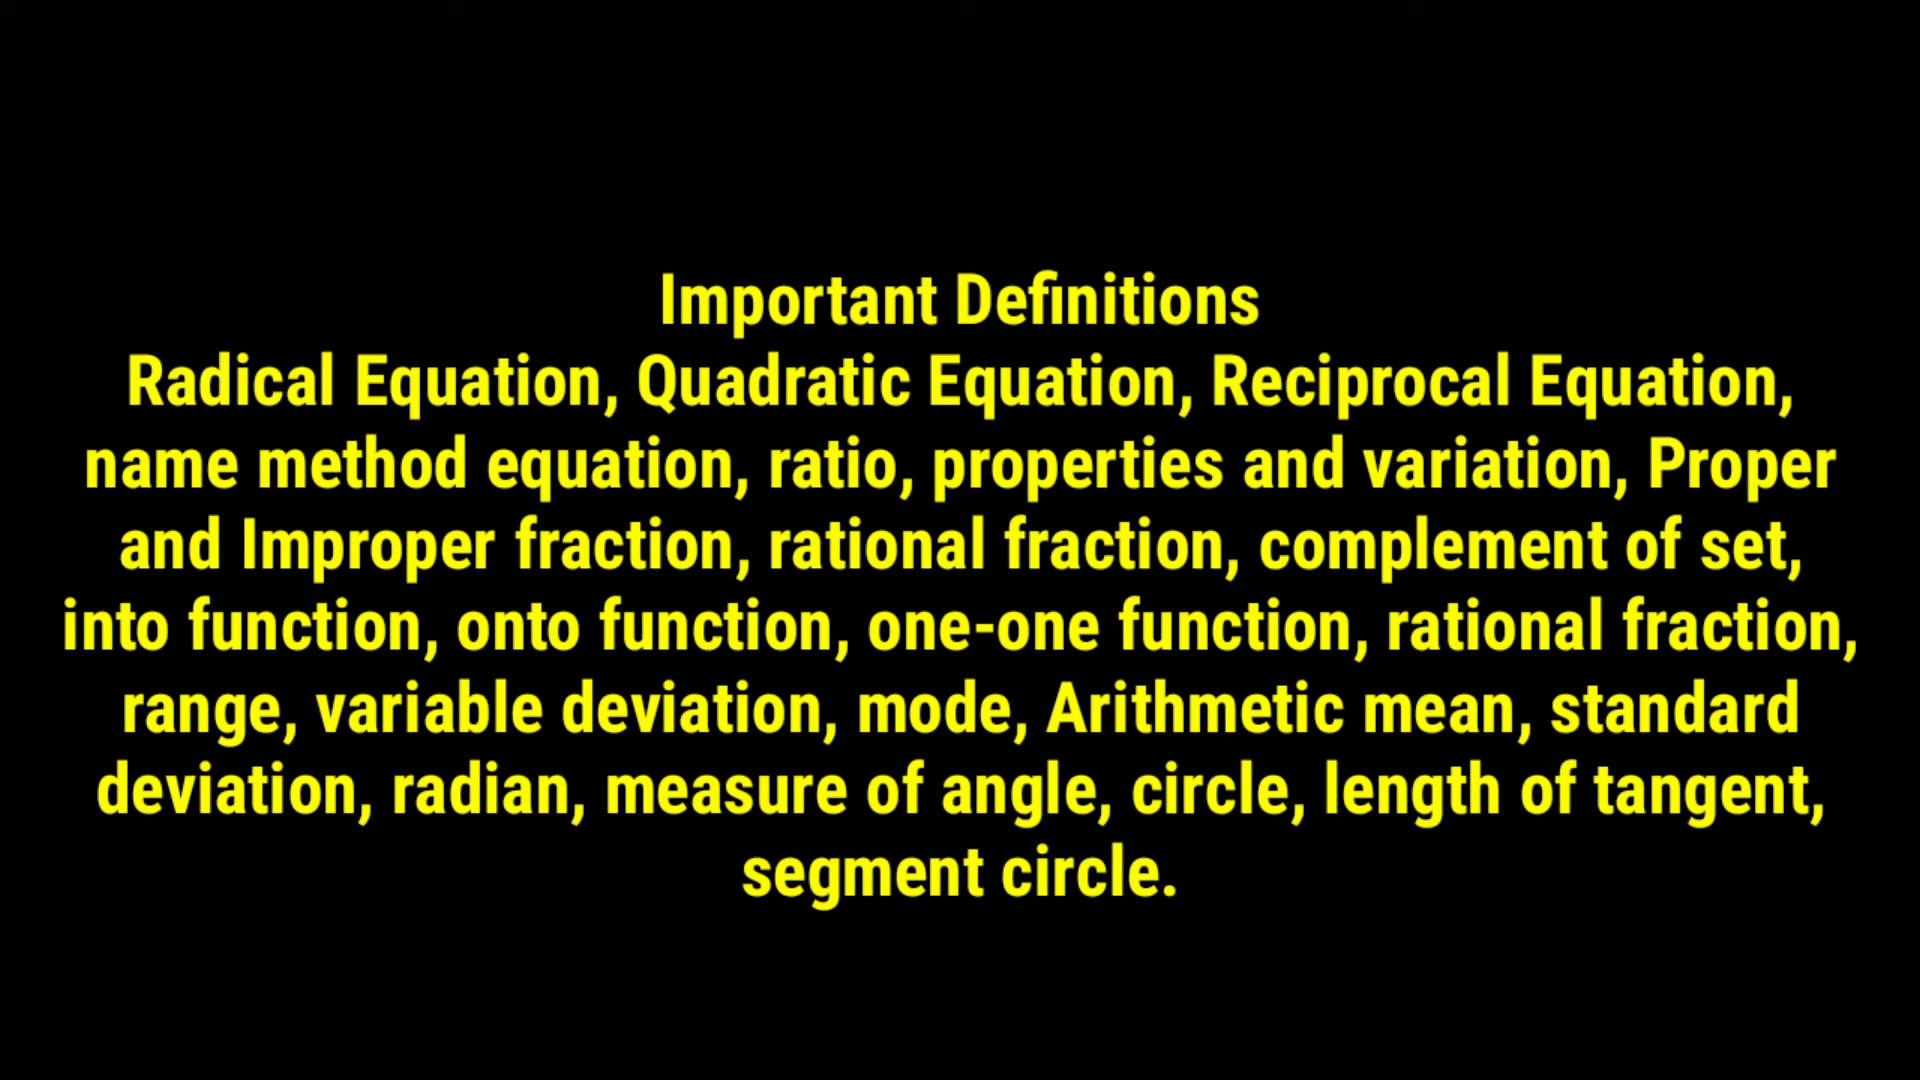 Important Definitions
Radical Equation, Quadratic Equation, Reciprocal Equation,
name method equation, ratio, properties and variation, Proper
and Improper fraction, rational fraction, complement of set,
into function, onto function, one-one function, rational fraction,
range, variable deviation, mode, Arithmetic mean, standard
deviation, radian, measure of angle, circle, length of tangent,
segment circle.